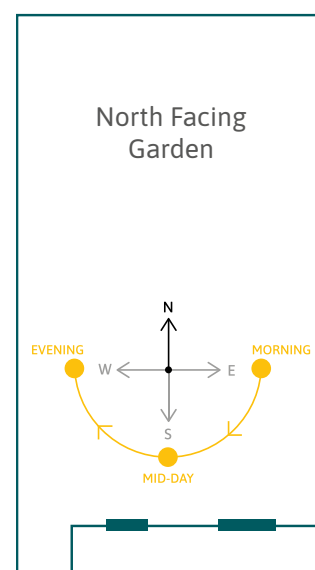 North Facing
Garden
N
EVENING
MORNING
W
E
S
MID-DAY